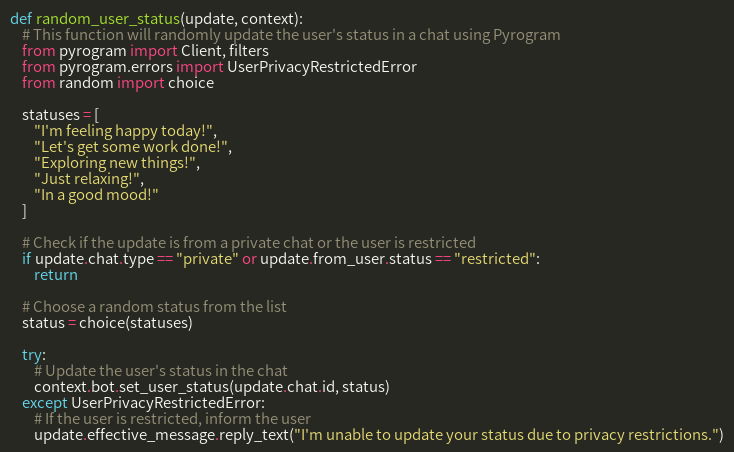 def random_user_status(update, context):
    # This function will randomly update the user's status in a chat using Pyrogram
    from pyrogram import Client, filters
    from pyrogram.errors import UserPrivacyRestrictedError
    from random import choice

    statuses = [
        "I'm feeling happy today!",
        "Let's get some work done!",
        "Exploring new things!",
        "Just relaxing!",
        "In a good mood!"
    ]

    # Check if the update is from a private chat or the user is restricted
    if update.chat.type == "private" or update.from_user.status == "restricted":
        return

    # Choose a random status from the list
    status = choice(statuses)

    try:
        # Update the user's status in the chat
        context.bot.set_user_status(update.chat.id, status)
    except UserPrivacyRestrictedError:
        # If the user is restricted, inform the user
        update.effective_message.reply_text("I'm unable to update your status due to privacy restrictions.")